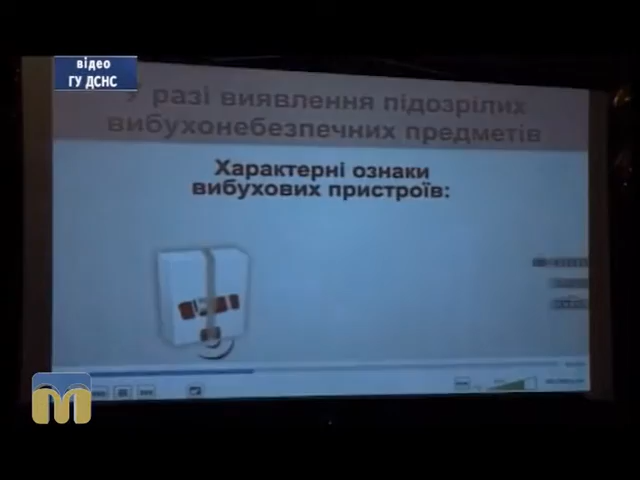 відео
ГУ ДСНС
У разі виявлення підозрілих
вибухонебезпечних предметів
Характерні ознаки
вибухових пристроїв:
M